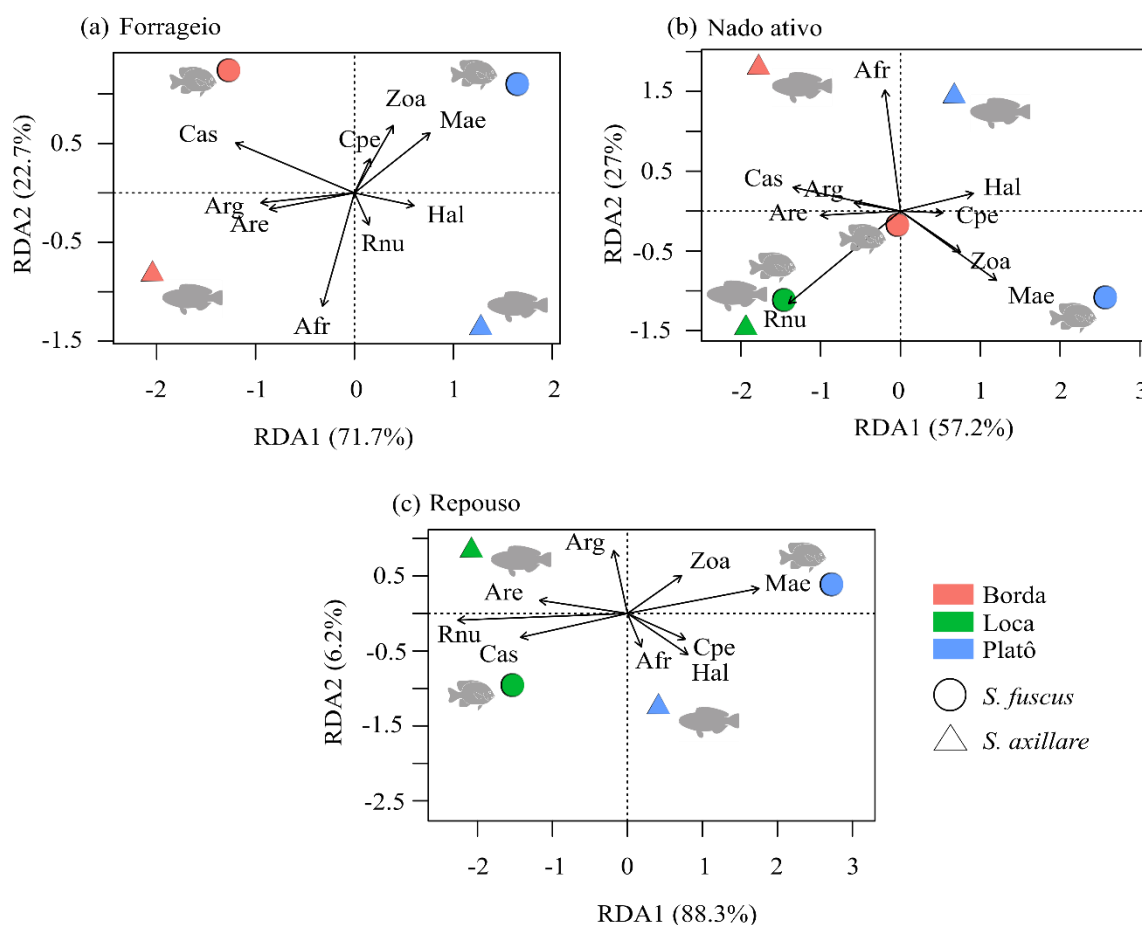 (a) Forrageio
RDA2 (22.7%)
0.5
-0.5
-1.5
Cas
Cpe
Zoa
Mae
Arg
Are
Rnu
Hal
Afr
-2 -1 0 1 2
RDA1 (71.7%)
(b) Nado ativo
RDA2 (27%)
1.5
0.5
-0.5
-1.5
Afr
Cas
Arg
Are
Hal
Cpe
Zoa
Mae
Rnu
-2 -1 0 1 2 3
RDA1 (57.2%)
(c) Repouso
RDA2 (6.2%)
0.5
-0.5
-1.5
-2.5
Arg
Zoa
Mae
Are
Rnu
Cas
Afr
Cpe
Hal
-2 -1 0 1 2 3
RDA1 (88.3%)
Borda
Loca
Platô
S. fuscus
S. axillare